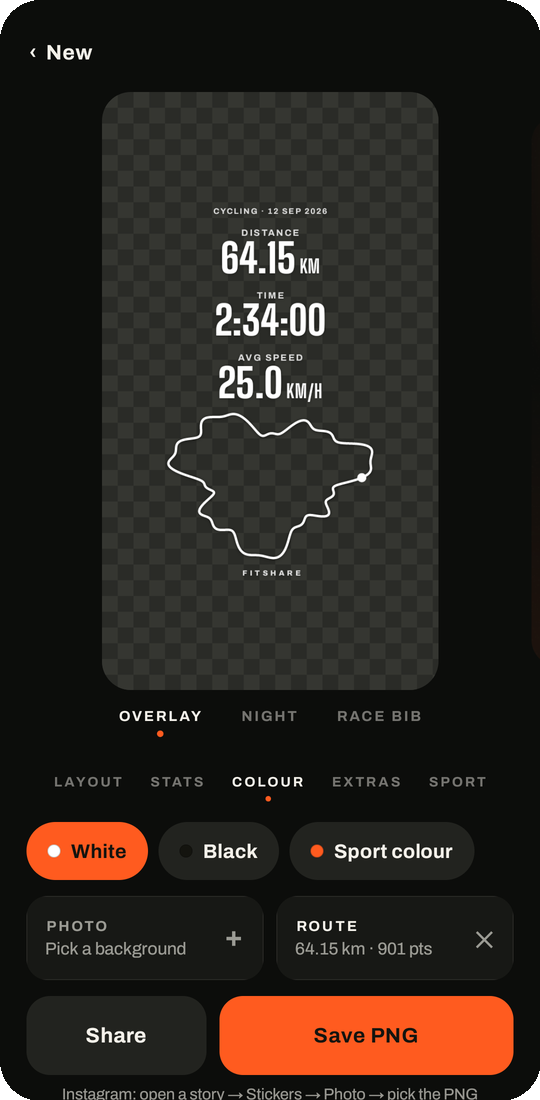 ‹ New
CYCLING · 12 SEP 2026
DISTANCE
64.15 KM
TIME
2:34:00
AVG SPEED
25.0 KM/H
FITSHARE
OVERLAY NIGHT RACE BIB
LAYOUT STATS COLOUR EXTRAS SPORT
White Black Sport colour
PHOTO
Pick a background +
ROUTE
64.15 km · 901 pts
Share Save PNG
Instagram: open a story → Stickers → Photo → pick the PNG